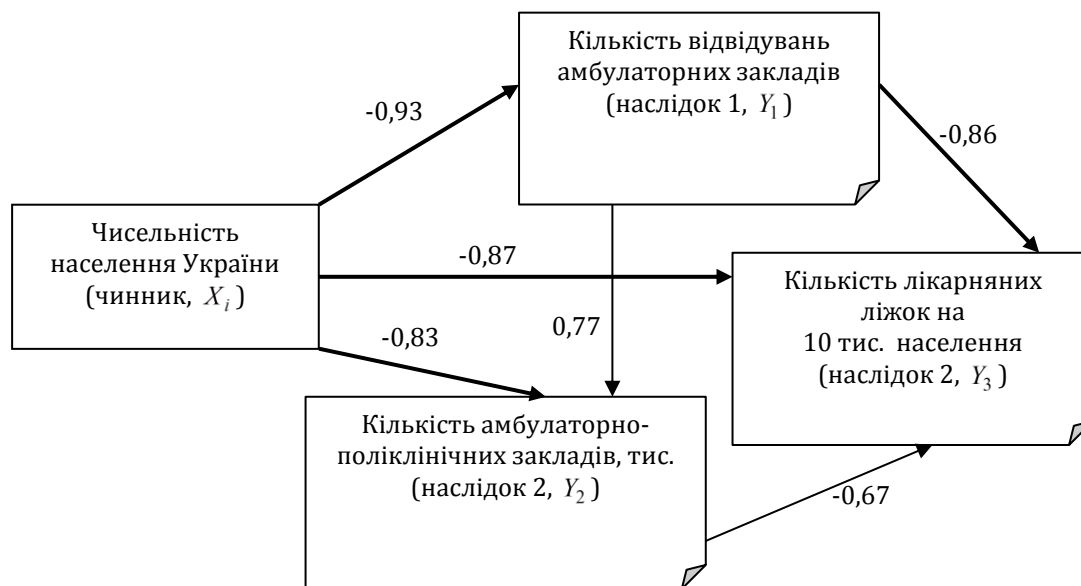 Кількість відвідувань
амбулаторних закладів
(наслідок 1, Y₁)
-0,93
-0,86
Чисельність
населення України
(чинник, Xᵢ)
-0,87
Кількість лікарняних
ліжок на
10 тис. населення
(наслідок 2, Y₃)
0,77
-0,83
Кількість амбулаторно-
поліклінічних закладів, тис.
(наслідок 2, Y₂)
-0,67